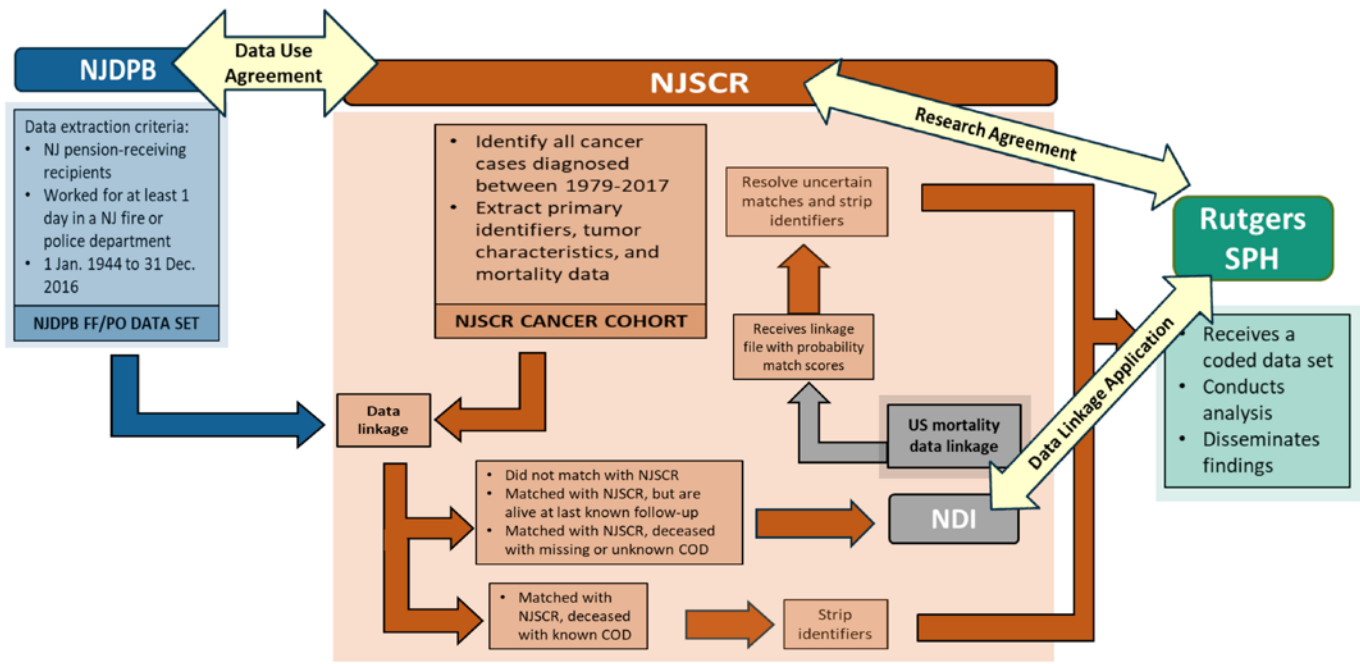 NJDPB
Data Use
Agreement
NJSCR
Research Agreement
Data extraction criteria:
• NJ pension-receiving
recipients
• Worked for at least 1
day in a NJ fire or
police department
• 1 Jan. 1944 to 31 Dec.
2016
NJDPB FF/PO DATA SET
• Identify all cancer
cases diagnosed
between 1979-2017
• Extract primary
identifiers, tumor
characteristics, and
mortality data
NJSCR CANCER COHORT
Resolve uncertain
matches and strip
identifiers
Receives linkage
file with probability
match scores
Rutgers
SPH
• Receives a
coded data set
• Conducts
analysis
• Disseminates
findings
Data Linkage Application
Data
linkage
US mortality
data linkage
NDI
• Did not match with NJSCR
• Matched with NJSCR, but are
alive at last known follow-up
• Matched with NJSCR, deceased
with missing or unknown COD
• Matched with
NJSCR, deceased
with known COD
Strip
identifiers